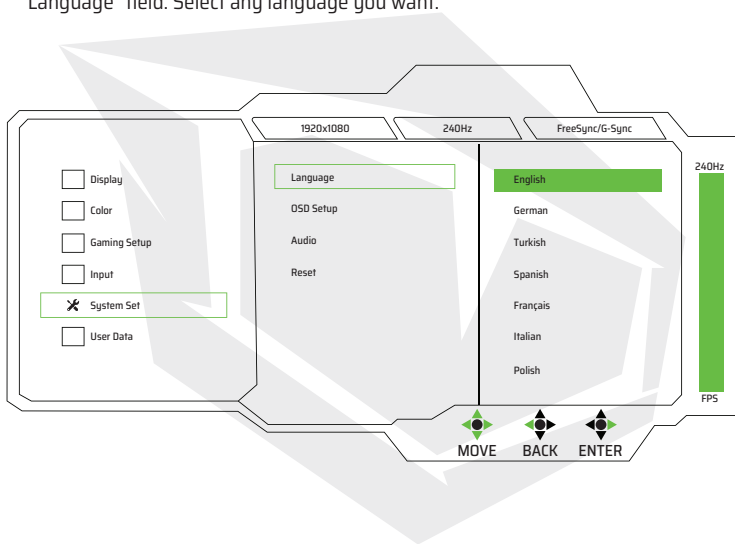 Language" field. Select any language you want.
1920x1080
240Hz
FreeSync/G-Sync
Display
Color
Gaming Setup
Input
System Set
User Data
Language
OSD Setup
Audio
Reset
English
German
Turkish
Spanish
Français
Italian
Polish
240Hz
FPS
MOVE
BACK
ENTER